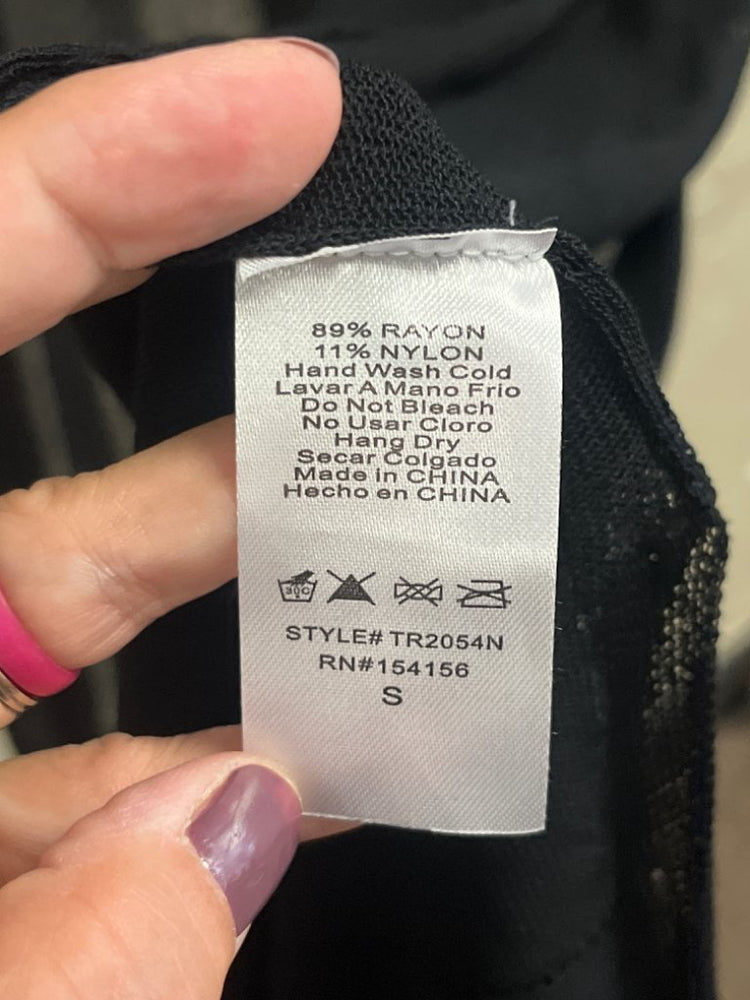 89% RAYON
11% NYLON
Hand Wash Cold
Lavar A Mano Frio
Do Not Bleach
No Usar Cloro
Hang Dry
Secar Colgado
Made in CHINA
Hecho en CHINA
30C
STYLE# TR2054N
RN#154156
S